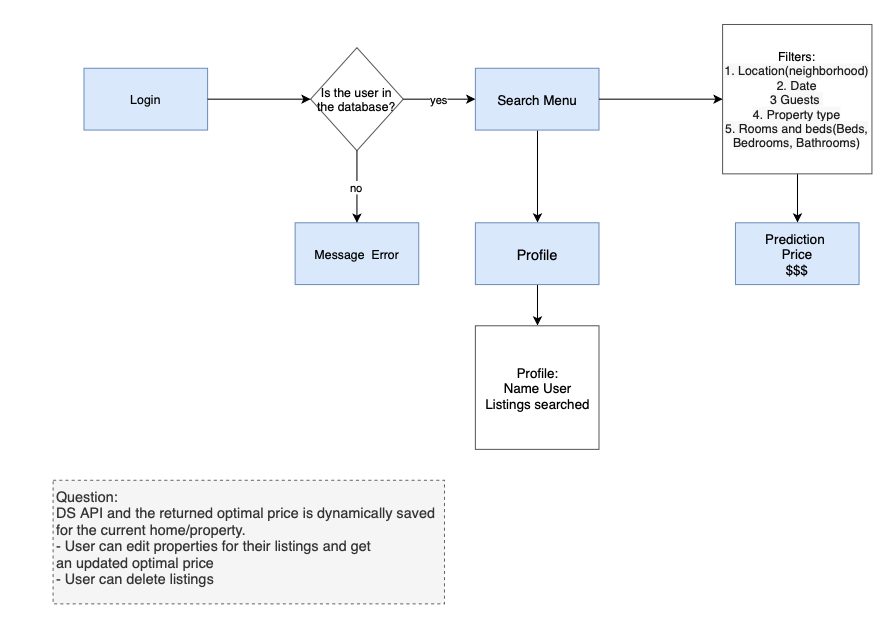 Login
Is the user in
the database?
yes
Search Menu
Filters:
1. Location(neighborhood)
2. Date
3 Guests
4. Property type
5. Rooms and beds(Beds,
Bedrooms, Bathrooms)
no
Message Error
Profile
Prediction
Price
$$$
Profile:
Name User
Listings searched
Question:
DS API and the returned optimal price is dynamically saved
for the current home/property.
- User can edit properties for their listings and get
an updated optimal price
- User can delete listings